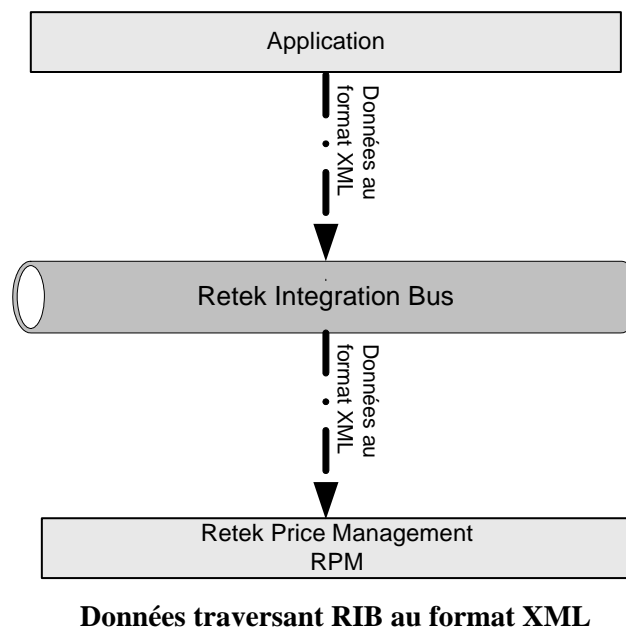 Application
Données au
format XML
Retek Integration Bus
Données au
format XML
Retek Price Management
RPM
Données traversant RIB au format XML